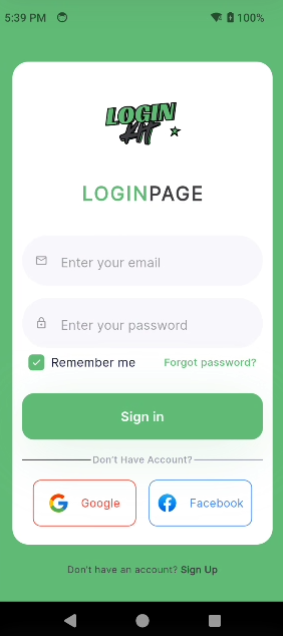 5:39 PM 100%
LOGIN
KIT
LOGINPAGE
Enter your email
Enter your password
Remember me Forgot password?
Sign in
Don't Have Account?
Google Facebook
Don't have an account? Sign Up